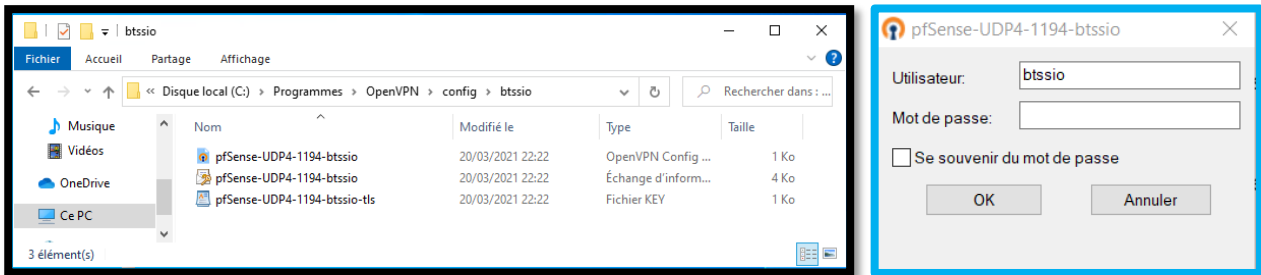 btssio
Fichier Accueil Partage Affichage
« Disque local (C:) › Programmes › OpenVPN › config › btssio Rechercher dans : ...
Musique
Vidéos
OneDrive
Ce PC
Nom Modifié le Type Taille
pfSense-UDP4-1194-btssio 20/03/2021 22:22 OpenVPN Config ... 1 Ko
pfSense-UDP4-1194-btssio 20/03/2021 22:22 Échange d'inform... 4 Ko
pfSense-UDP4-1194-btssio-tls 20/03/2021 22:22 Fichier KEY 1 Ko
3 élément(s)
pfSense-UDP4-1194-btssio
Utilisateur: btssio
Mot de passe:
Se souvenir du mot de passe
OK Annuler